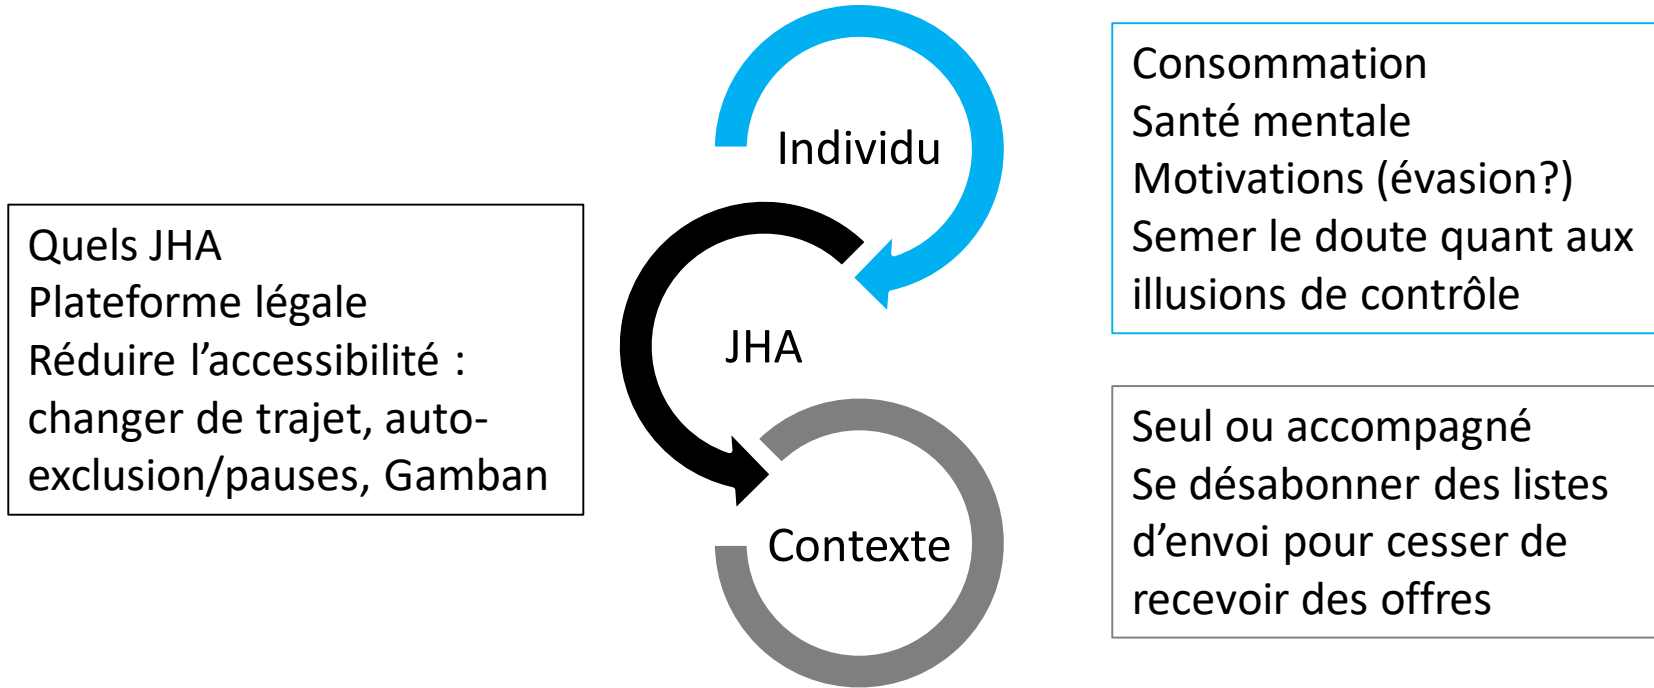 Individu
Consommation
Santé mentale
Motivations (évasion?)
Semer le doute quant aux
illusions de contrôle
Quels JHA
Plateforme légale
Réduire l’accessibilité :
changer de trajet, auto-
exclusion/pauses, Gamban
JHA
Contexte
Seul ou accompagné
Se désabonner des listes
d’envoi pour cesser de
recevoir des offres